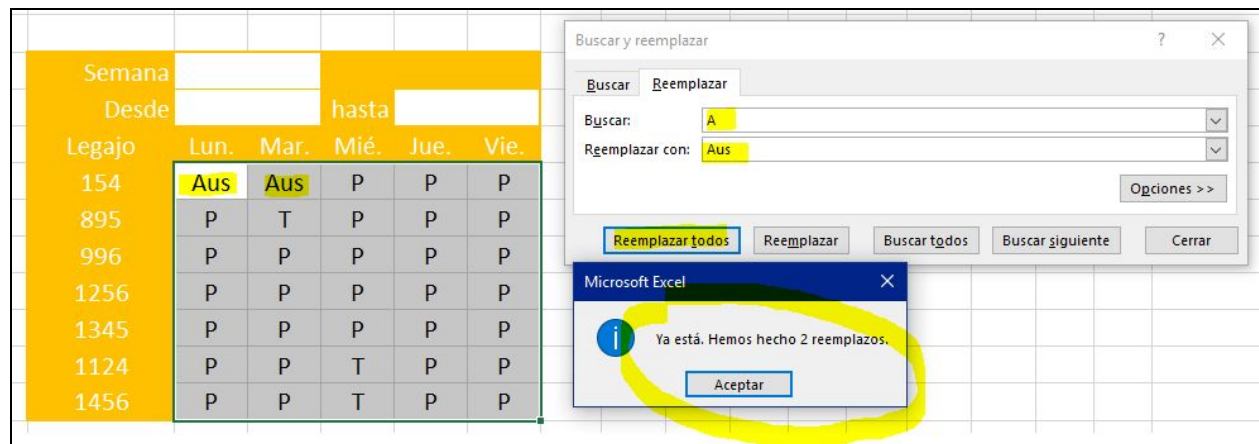 Semana
Desde hasta
Legajo Lun. Mar. Mié. Jue. Vie.
154 Aus Aus P P P
895 P T P P P
996 P P P P P
1256 P P P P P
1345 P P P P P
1124 P P T P P
1456 P P T P P
Buscar y reemplazar ? ×
Buscar Reemplazar
Buscar: A
Reemplazar con: Aus
Opciones >>
Reemplazar todos Reemplazar Buscar todos Buscar siguiente Cerrar
Microsoft Excel ×
i Ya está. Hemos hecho 2 reemplazos.
Aceptar